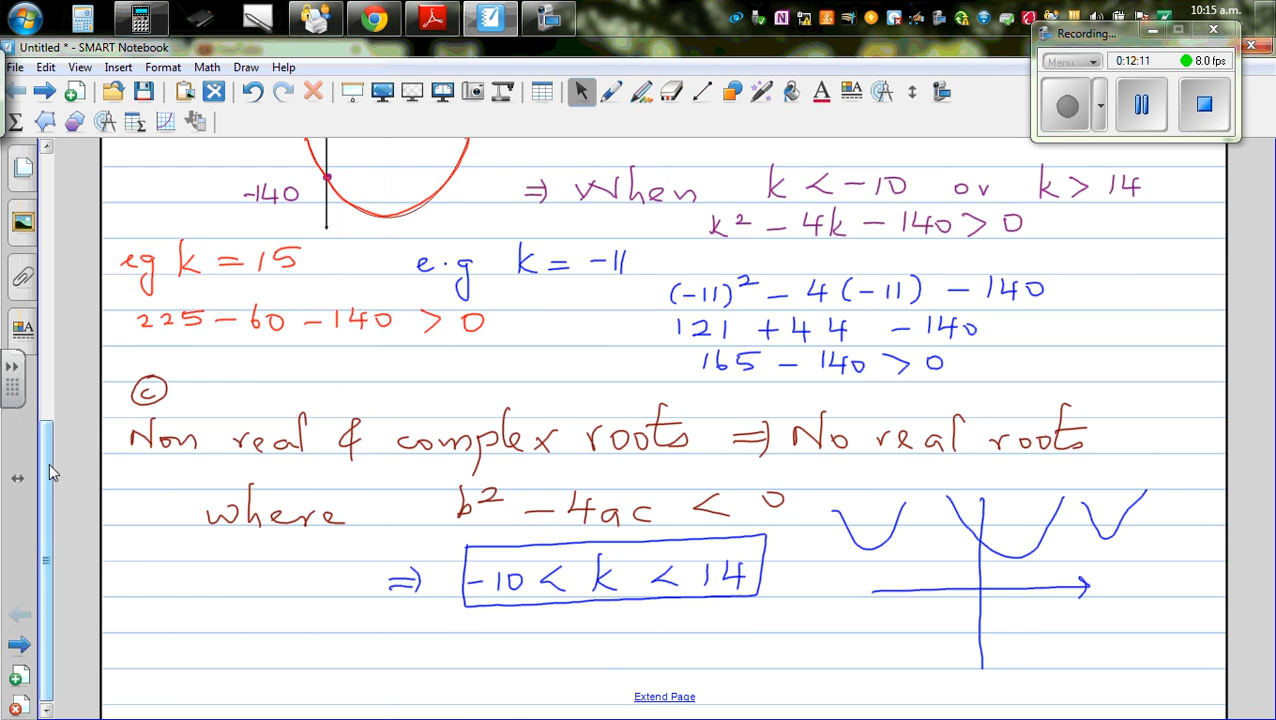 10:15 a.m.
Untitled * - SMART Notebook
Recording...
File Edit View Insert Format Math Draw Help
Menu 0:12:11 8.0 fps
-140
⇒ When k < -10 or k > 14
k² - 4k - 140 > 0
eg k = 15
e.g k = -11
(-11)² - 4(-11) - 140
225 - 60 - 140 > 0
121 + 44 - 140
165 - 140 > 0
c
Non real & complex roots ⇒ No real roots
where b² - 4ac < 0
⇒ -10 < k < 14
Extend Page